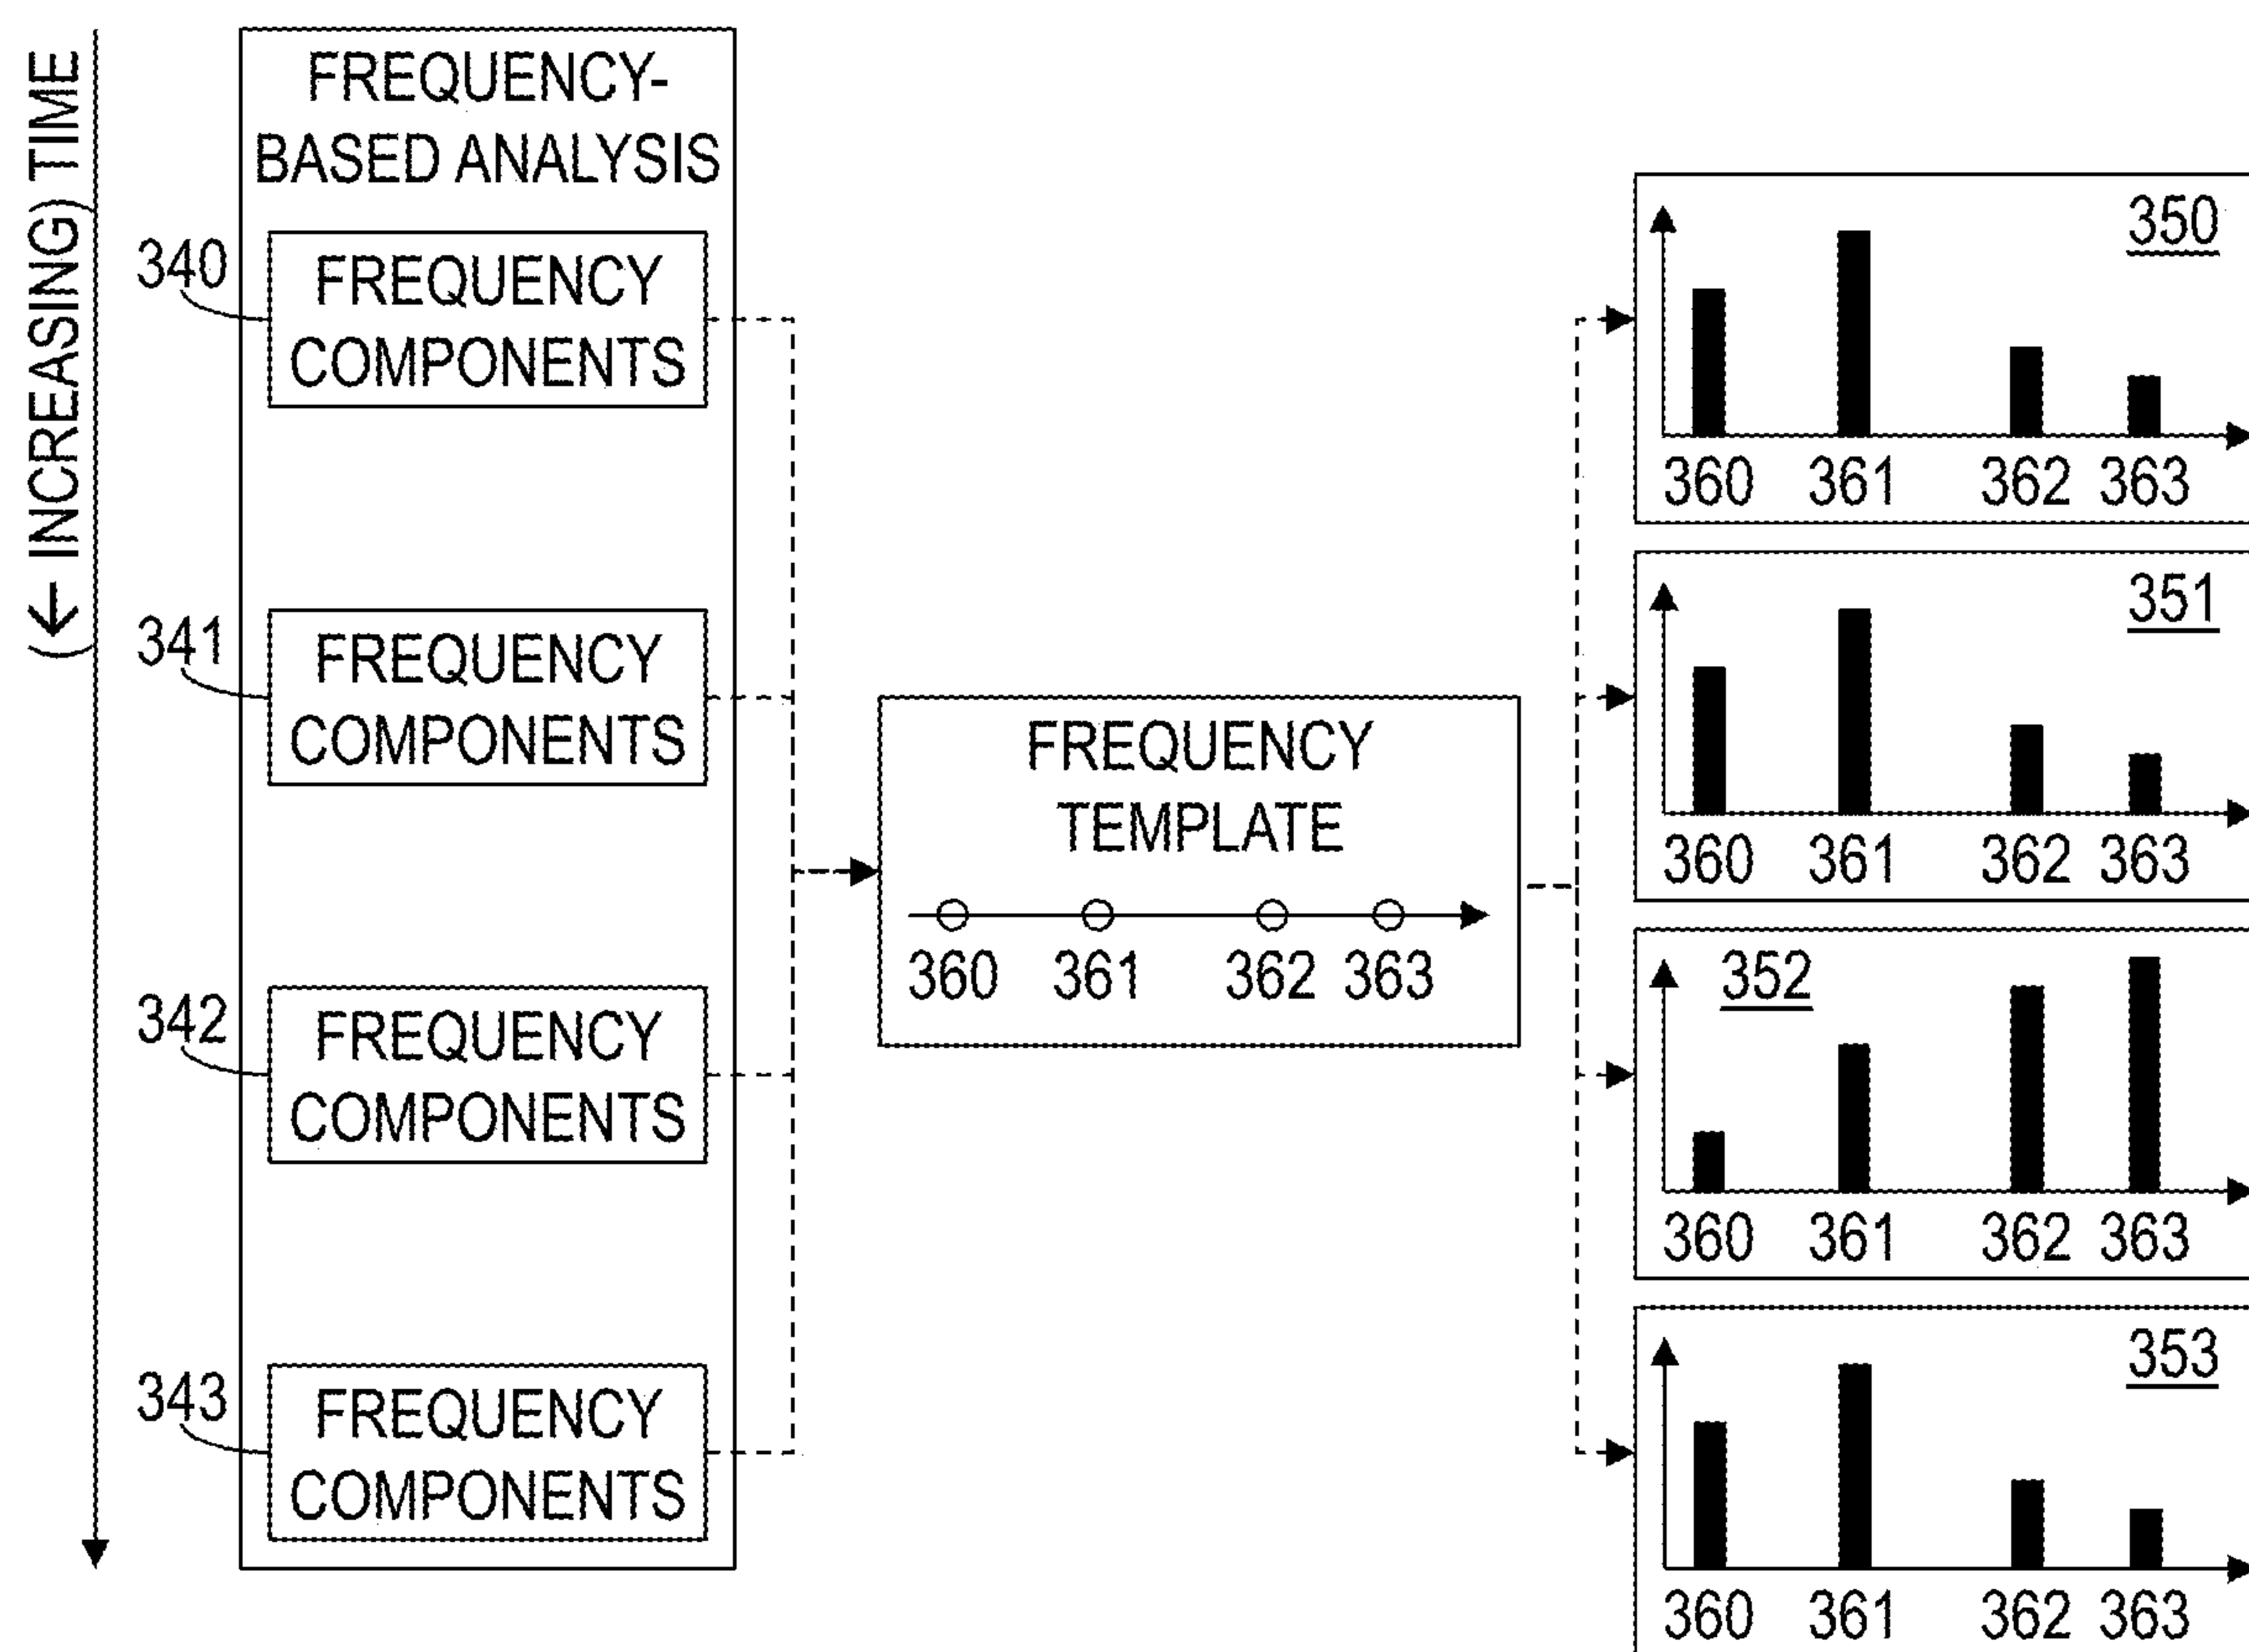 (← INCREASING) TIME
FREQUENCY-
BASED ANALYSIS
340
FREQUENCY
COMPONENTS
341
FREQUENCY
COMPONENTS
342
FREQUENCY
COMPONENTS
343
FREQUENCY
COMPONENTS
FREQUENCY
TEMPLATE
360 361 362 363
350
360 361 362 363
351
360 361 362 363
352
360 361 362 363
353
360 361 362 363